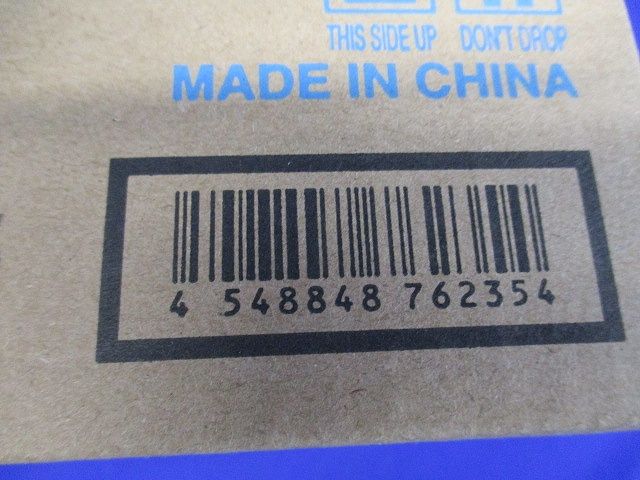 THIS SIDE UP DON'T DROP
MADE IN CHINA
4 548848 762354